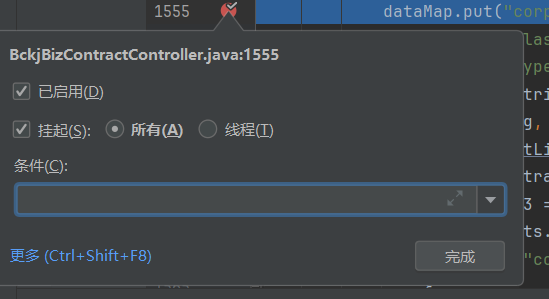 1555 dataMap.put("corp
BckjBizContractController.java:1555
已启用(D)
挂起(S): 所有(A) 线程(T)
条件(C):
更多 (Ctrl+Shift+F8)
完成
las
ype
tri
g,
tLi
tra
3 =
ts.
"co